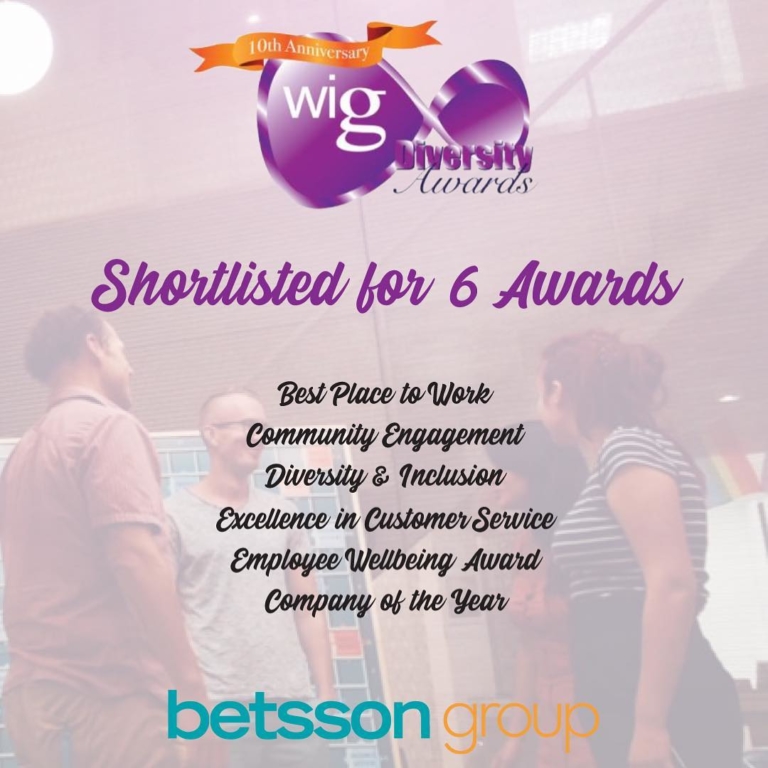 10th Anniversary
wig
Diversity
Awards
Shortlisted for 6 Awards
Best Place to Work
Community Engagement
Diversity & Inclusion
Excellence in Customer Service
Employee Wellbeing Award
Company of the Year
betsson group